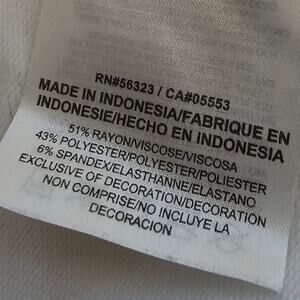 RN#56323 / CA#05553
MADE IN INDONESIA/FABRIQUE EN
INDONESIE/HECHO EN INDONESIA
51% RAYON/VISCOSE/VISCOSA
43% POLYESTER/POLYESTER/POLIESTER
6% SPANDEX/ELASTHANNE/ELASTANO
EXCLUSIVE OF DECORATION/DECORATION
NON COMPRISE/NO INCLUYE LA
DECORACION